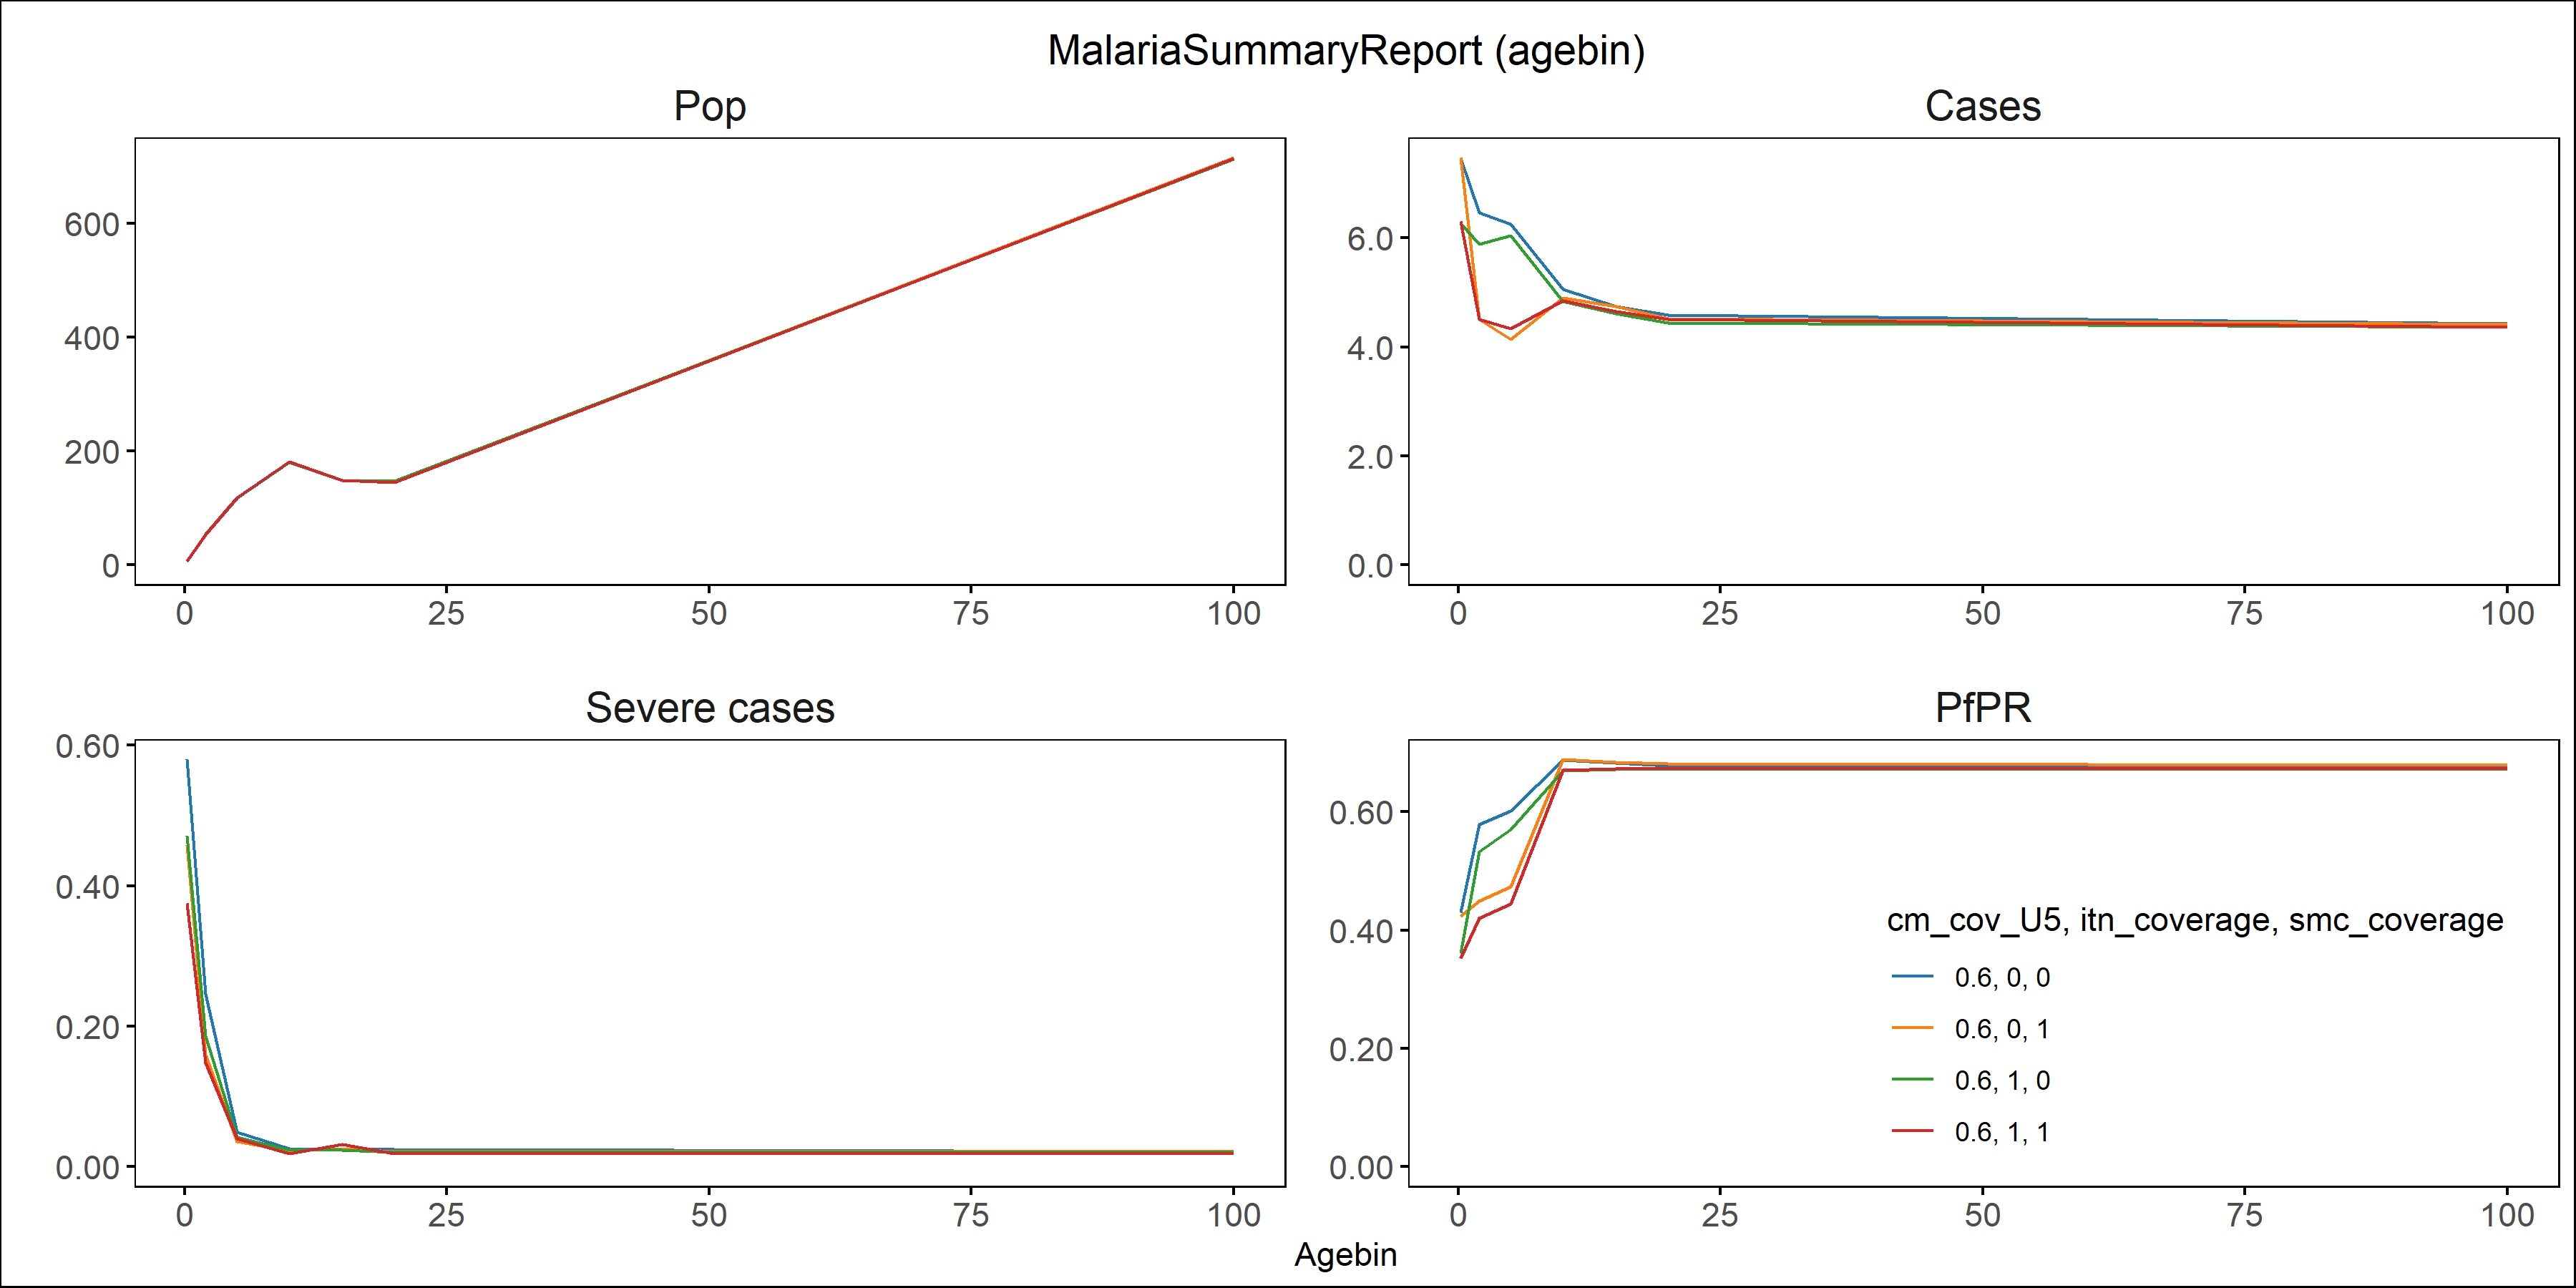 MalariaSummaryReport (agebin)
Pop
600
400
200
0
0 25 50 75 100
Cases
6.0
4.0
2.0
0.0
0 25 50 75 100
Severe cases
0.60
0.40
0.20
0.00
0 25 50 75 100
PfPR
0.60
0.40
0.20
0.00
0 25 50 75 100
cm_cov_U5, itn_coverage, smc_coverage
0.6, 0, 0
0.6, 0, 1
0.6, 1, 0
0.6, 1, 1
Agebin